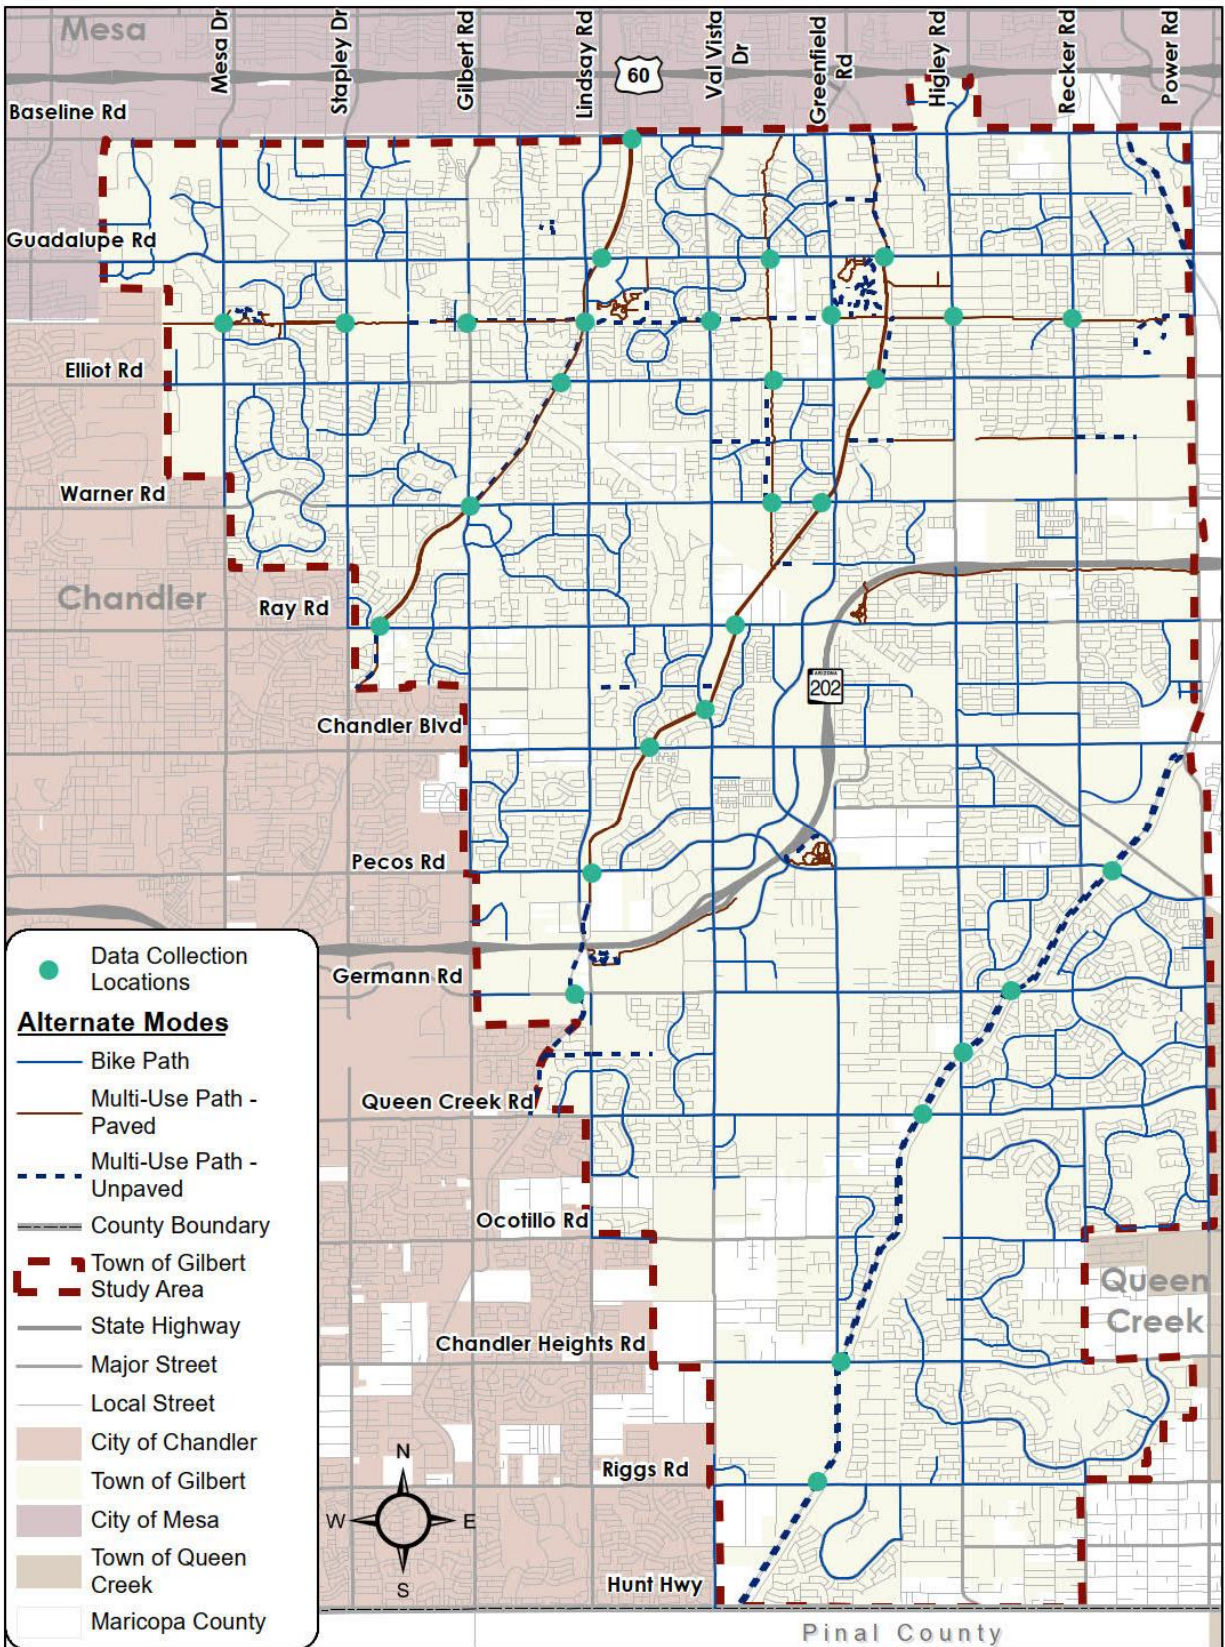 Mesa
Mesa Dr
Stapley Dr
Gilbert Rd
Lindsay Rd
60
Val Vista
Dr
Greenfield
Rd
Higley Rd
Recker Rd
Power Rd
Baseline Rd
Guadalupe Rd
Elliot Rd
Warner Rd
Chandler
Ray Rd
ARIZONA
202
Chandler Blvd
Pecos Rd
Germann Rd
Queen Creek Rd
Ocotillo Rd
Queen
Creek
Chandler Heights Rd
Riggs Rd
Hunt Hwy
Pinal County
N
W
E
S
Data Collection
Locations
Alternate Modes
Bike Path
Multi-Use Path -
Paved
Multi-Use Path -
Unpaved
County Boundary
Town of Gilbert
Study Area
State Highway
Major Street
Local Street
City of Chandler
Town of Gilbert
City of Mesa
Town of Queen
Creek
Maricopa County